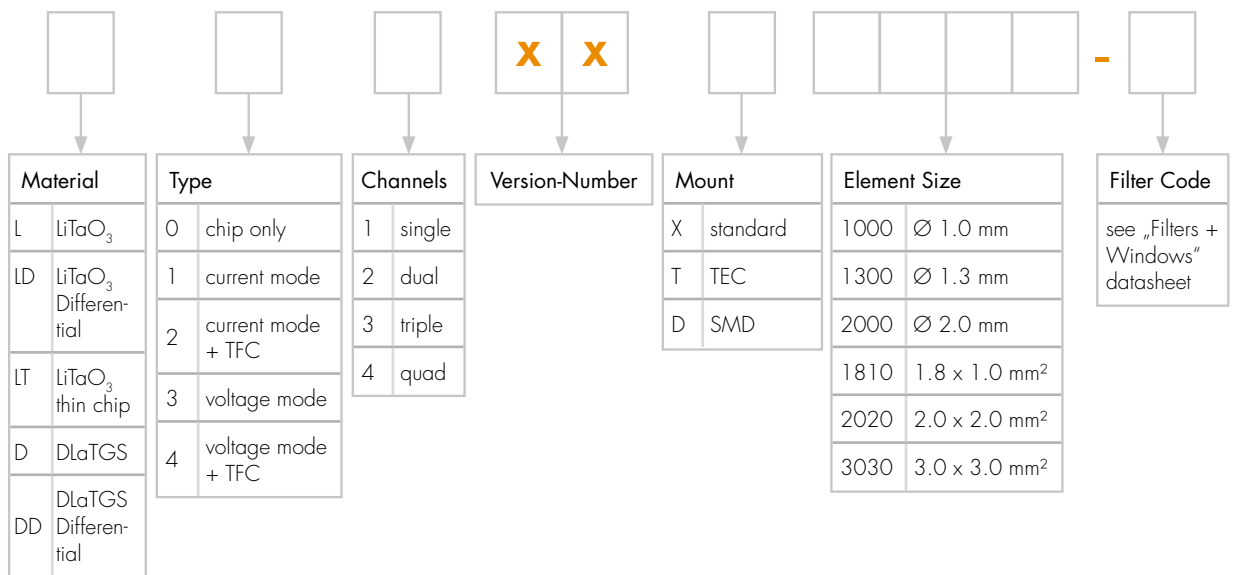 x x -
Material
L LiTaO₃
LD LiTaO₃
Differen-
tial
LT LiTaO₃
thin chip
D DLaTGS
DD DLaTGS
Differen-
tial
Type
0 chip only
1 current mode
2 current mode
+ TFC
3 voltage mode
4 voltage mode
+ TFC
Channels
1 single
2 dual
3 triple
4 quad
Version-Number
Mount
X standard
T TEC
D SMD
Element Size
1000 Ø 1.0 mm
1300 Ø 1.3 mm
2000 Ø 2.0 mm
1810 1.8 x 1.0 mm²
2020 2.0 x 2.0 mm²
3030 3.0 x 3.0 mm²
Filter Code
see „Filters +
Windows“
datasheet